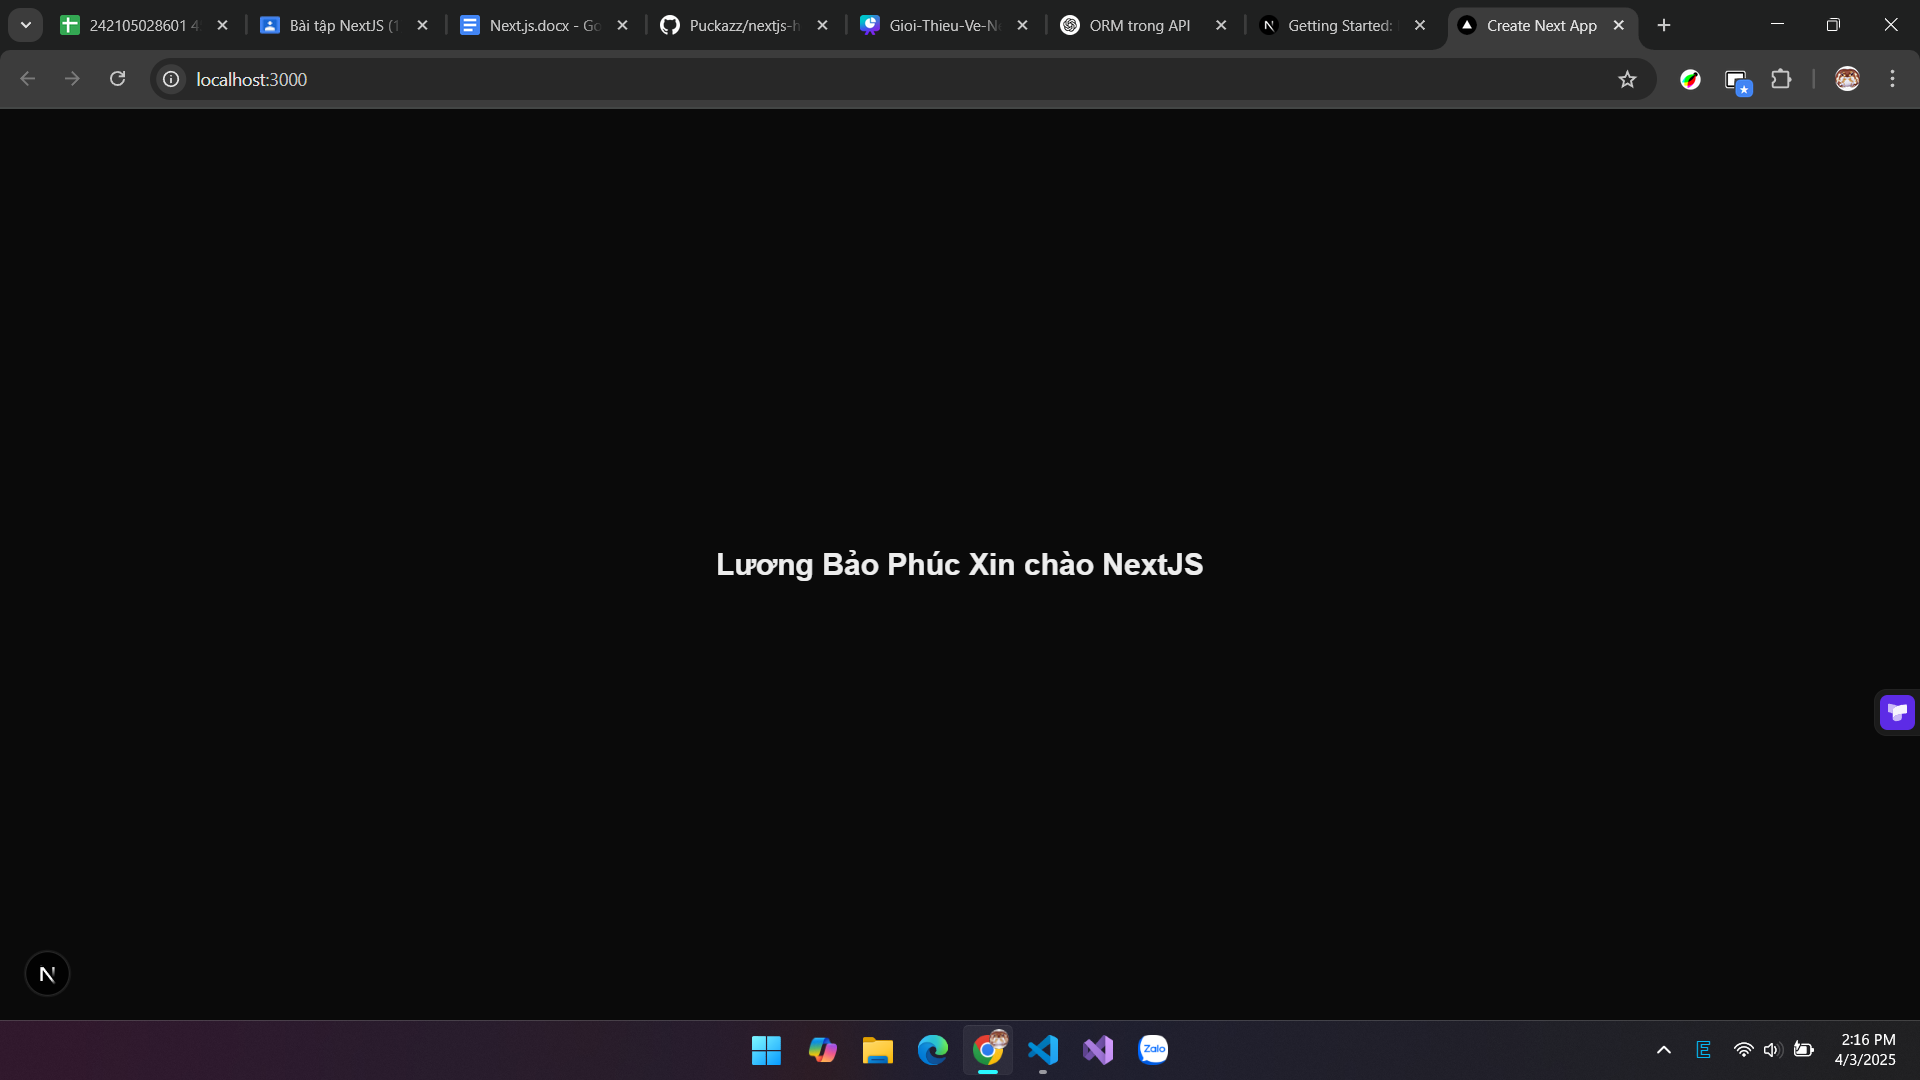 242105028601 4
Bài tập NextJS (1
Next.js.docx - Go
Puckazz/nextjs-h
Gioi-Thieu-Ve-Ne
ORM trong API
Getting Started:
Create Next App
localhost:3000
Lương Bảo Phúc Xin chào NextJS
N
Zalo
E
2:16 PM
4/3/2025